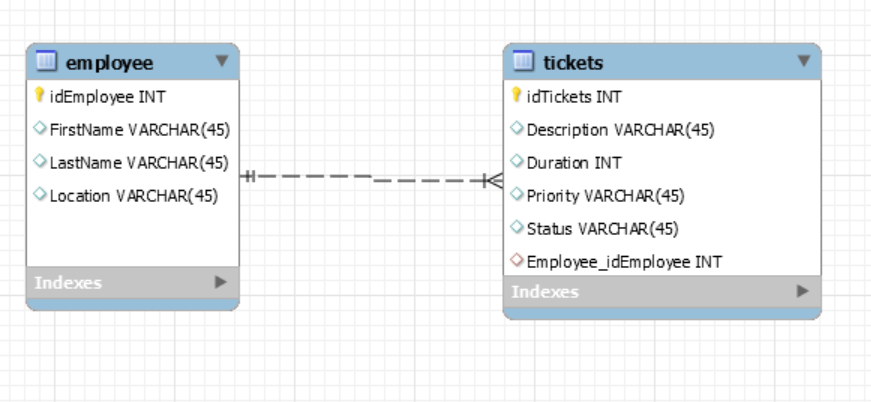 employee
idEmployee INT
FirstName VARCHAR(45)
LastName VARCHAR(45)
Location VARCHAR(45)
Indexes
tickets
idTickets INT
Description VARCHAR(45)
Duration INT
Priority VARCHAR(45)
Status VARCHAR(45)
Employee_idEmployee INT
Indexes